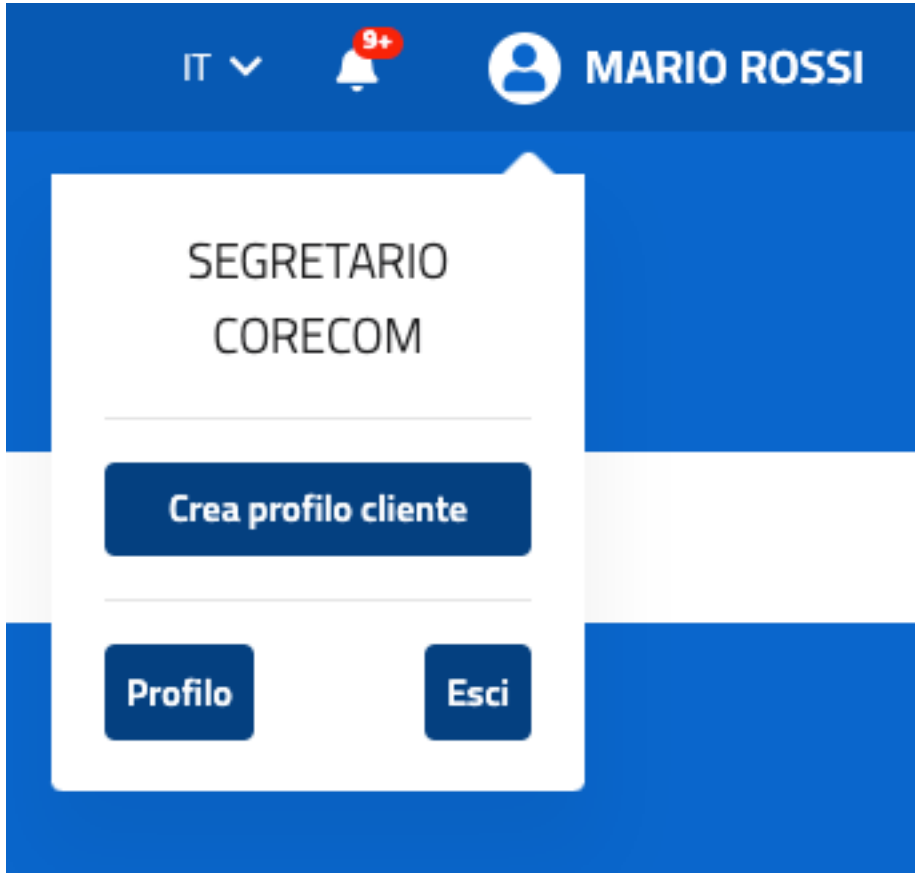 IT
9+
MARIO ROSSI
SEGRETARIO
CORECOM
Crea profilo cliente
Profilo
Esci